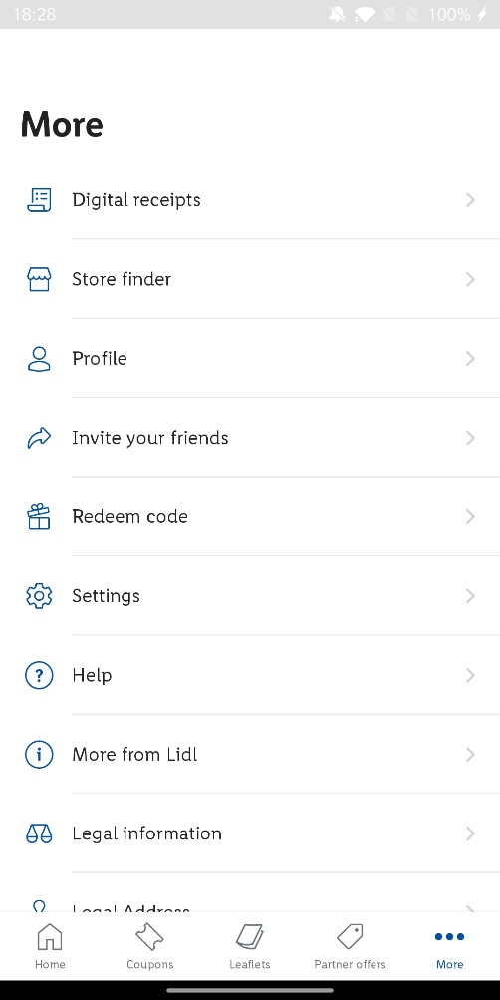 18:28
100%
More
Digital receipts
Store finder
Profile
Invite your friends
Redeem code
Settings
Help
More from Lidl
Legal information
Legal Address
Home
Coupons
Leaflets
Partner offers
More